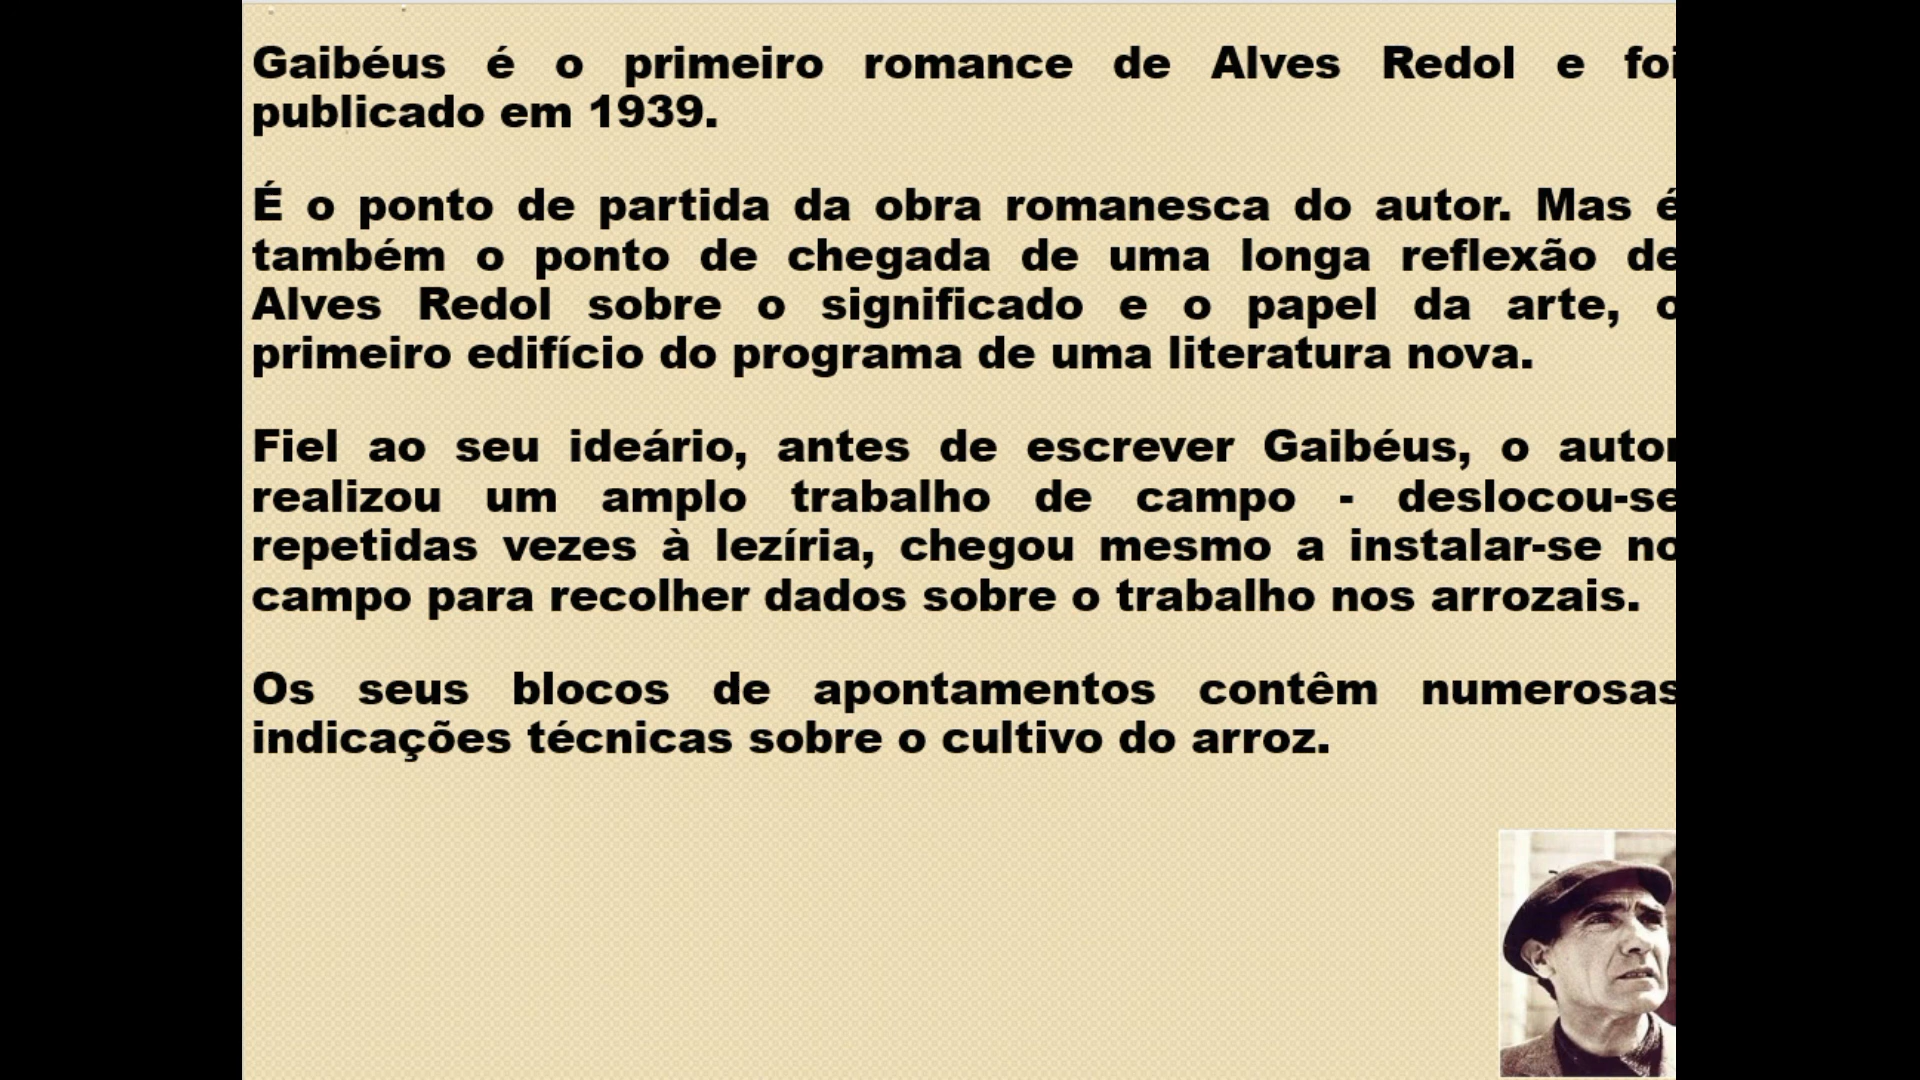 Gaibéus é o primeiro romance de Alves Redol e foi
publicado em 1939.
É o ponto de partida da obra romanesca do autor. Mas é
também o ponto de chegada de uma longa reflexão de
Alves Redol sobre o significado e o papel da arte, o
primeiro edifício do programa de uma literatura nova.
Fiel ao seu ideário, antes de escrever Gaibéus, o autor
realizou um amplo trabalho de campo - deslocou-se
repetidas vezes à lezíria, chegou mesmo a instalar-se no
campo para recolher dados sobre o trabalho nos arrozais.
Os seus blocos de apontamentos contêm numerosas
indicações técnicas sobre o cultivo do arroz.